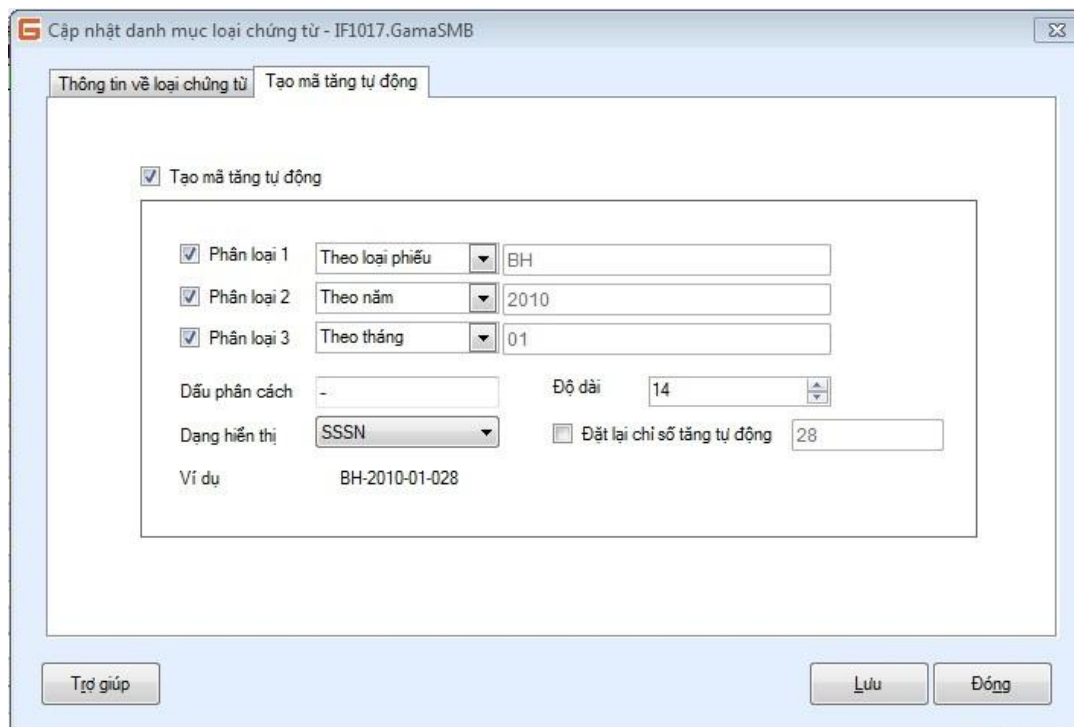 Cập nhật danh mục loại chứng từ - IF1017.GamaSMB
Thông tin về loại chứng từ Tạo mã tăng tự động
Tạo mã tăng tự động
Phân loại 1 Theo loại phiếu BH
Phân loại 2 Theo năm 2010
Phân loại 3 Theo tháng 01
Dấu phân cách - Độ dài 14
Dạng hiển thị SSSN Đặt lại chỉ số tăng tự động 28
Ví dụ BH-2010-01-028
Trợ giúp Lưu Đóng